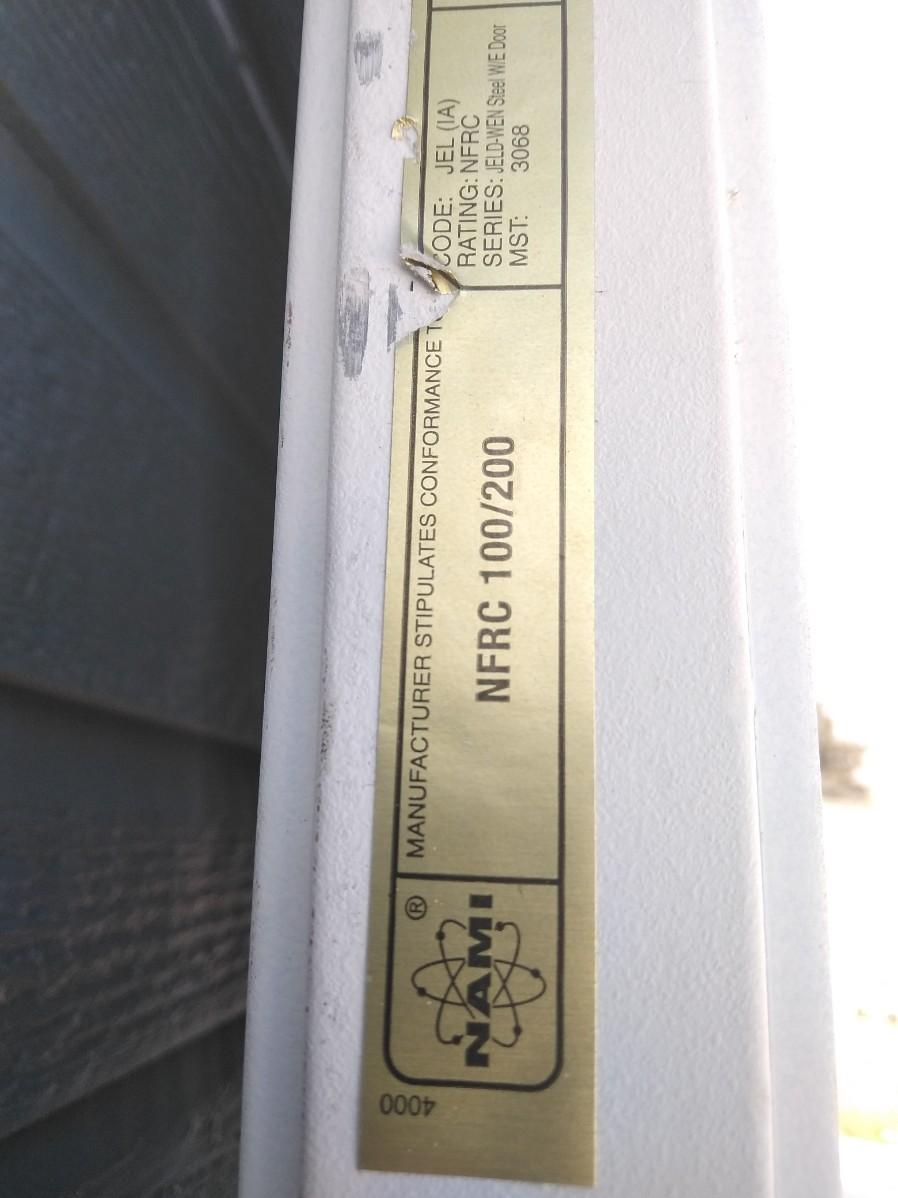 4000
NAMI ®
MANUFACTURER STIPULATES CONFORMANCE
NFRC 100/200
CODE: JEL (IA)
RATING: NFRC
SERIES: JELD-WEN Steel W/E Door
MST: 3068